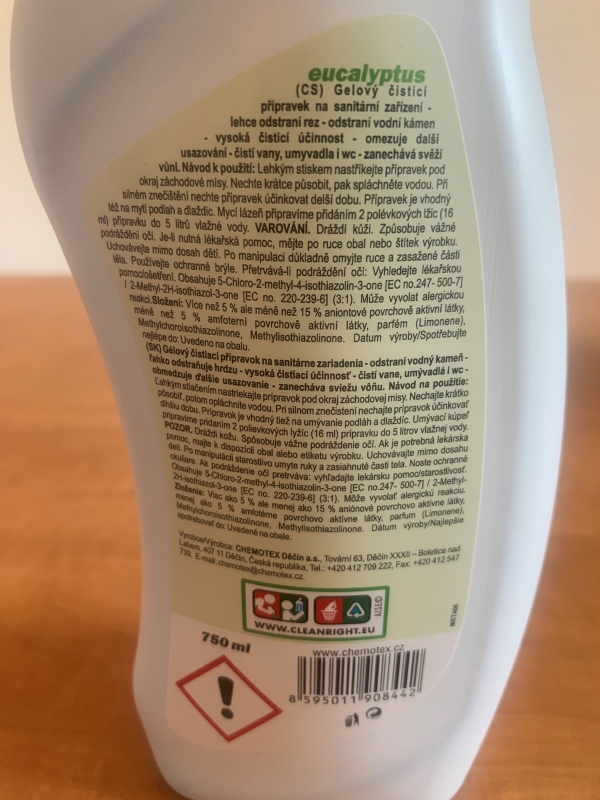 eucalyptus
(CS) Gelový čisticí
přípravek na sanitární zařízení -
lehce odstraní rez - odstraní vodní kámen
- vysoká čisticí účinnost - omezuje další
usazování - čistí vany, umyvadla i wc - zanechává svěží
vůni. Návod k použití: Lehkým stiskem nastříkejte přípravek pod
okraj záchodové mísy. Nechte krátce působit, pak spláchněte vodou. Při
silném znečištění nechte přípravek účinkovat delší dobu. Přípravek je vhodný
též na mytí podlah a dlaždic. Mycí lázeň připravíme přidáním 2 polévkových lžic (16
ml) přípravku do 5 litrů vlažné vody. VAROVÁNÍ. Dráždí kůži. Způsobuje vážné
podráždění očí. Je-li nutná lékařská pomoc, mějte po ruce obal nebo štítek výrobku.
Uchovávejte mimo dosah dětí. Po manipulaci důkladně omyjte ruce a zasažené části
těla. Používejte ochranné brýle. Přetrvává-li podráždění očí: Vyhledejte lékařskou
pomoc/ošetření. Obsahuje 5-Chloro-2-methyl-4-isothiazolin-3-one [EC no.247- 500-7]
/ 2-Methyl-2H-isothiazol-3-one [EC no. 220-239-6] (3:1). Může vyvolat alergickou
reakci.Složení: Více než 5 % ale méně než 15 % aniontové povrchově aktivní látky,
méně než 5 % amfoterní povrchově aktivní látky, parfém (Limonene),
Methylchoroisothiazolinone, Methylisothiazolinone. Datum výroby/Spotřebujte
nejlépe do: Uvedeno na obalu.
(SK) Gélový čistiaci prípravok na sanitárne zariadenia - odstraní vodný kameň -
ľahko odstraňuje hrdzu - vysoká čistiaci účinnosť - čistí vane, umývadlá i wc -
obmedzuje ďalšie usazovanie - zanecháva sviežu vôňu. Návod na použitie:
Ľahkým stlačením nastriekajte prípravok pod okraj záchodovej misy. Nechajte krátko
pôsobiť, potom opláchnite vodou. Pri silnom znečistení nechajte prípravok účinkovať
dlhšiu dobu. Prípravok je vhodný tiež na umývanie podláh a dlaždíc. Umývací kúpeľ
pripravíme pridaním 2 polievkových lyžíc (16 ml) prípravku do 5 litrov vlažnej vody.
POZOR. Dráždi kožu. Spôsobuje vážne podráždenie očí. Ak je potrebná lekárska
pomoc, majte k dispozícii obal alebo etiketu výrobku. Uchovávajte mimo dosahu
detí. Po manipulácii starostlivo umyte ruky a zasiahnuté časti tela. Noste ochranné
okuliare. Ak podráždenie očí pretrváva: vyhľadajte lekársku pomoc/starostlivosť.
Obsahuje 5-Chloro-2-methyl-4-isothiazolin-3-one [EC no.247- 500-7] / 2-Methyl-
2H-isothiazol-3-one [EC no. 220-239-6] (3:1). Môže vyvolať alergickú reakciu.
Zloženie: Viac ako 5 % ale menej ako 15 % aniónové povrchovo aktívne látky,
menej ako 5 % amfotérne povrchovo aktívne látky, parfum (Limonene),
Methylchoroisothiazolinone, Methylisothiazolinone. Dátum výroby/Najlepšie
spotrebovať do: Uvedené na obale.
Výrobce/Výrobca: CHEMOTEX Děčín a.s., Tovární 63, Děčín XXXII – Boletice nad
Labem, 407 11 Děčín, Česká republika, Tel.: +420 412 709 222, Fax: +420 412 547
739, E-mail: chemotex@chemotex.cz.
AISE©
WWW.CLEANRIGHT.EU
750 ml
www.chemotex.cz
8 595011 908442